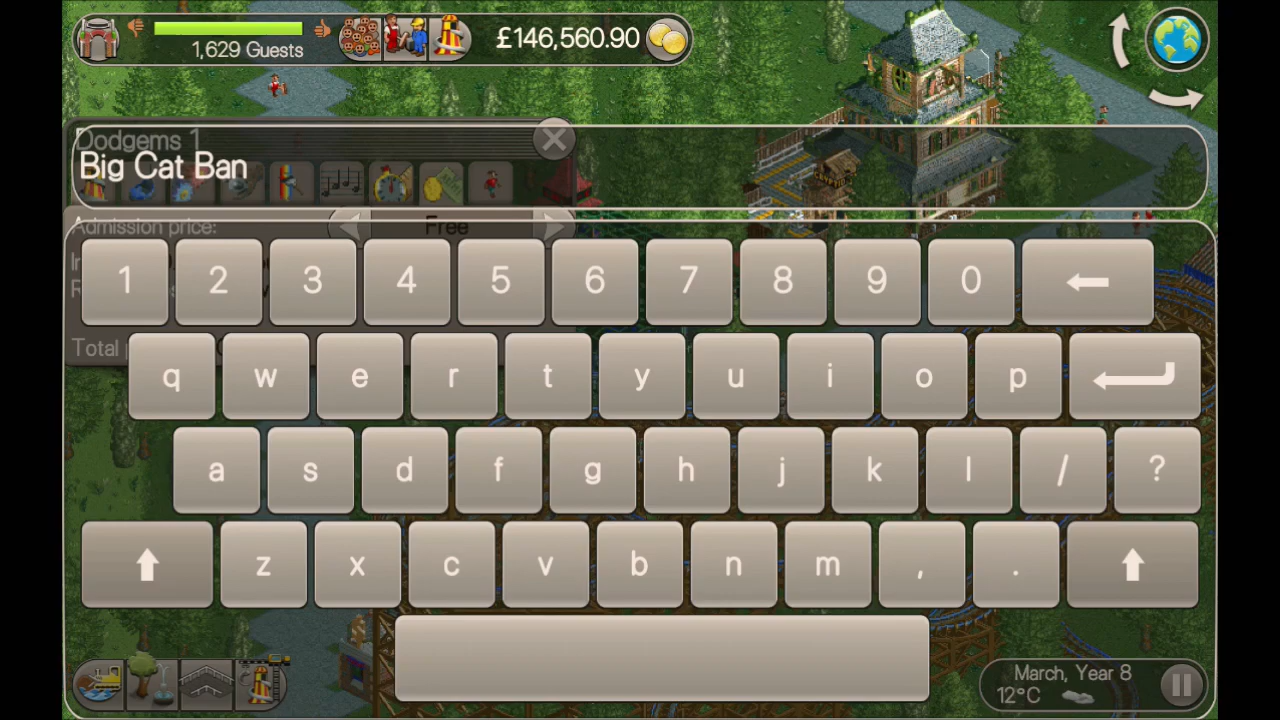 1,629 Guests
£146,560.90
Dodgems 1
Big Cat Ban
Admission price:
Free
Total
1 2 3 4 5 6 7 8 9 0
q w e r t y u i o p
a s d f g h j k l / ?
z x c v b n m , .
March, Year 8
12°C